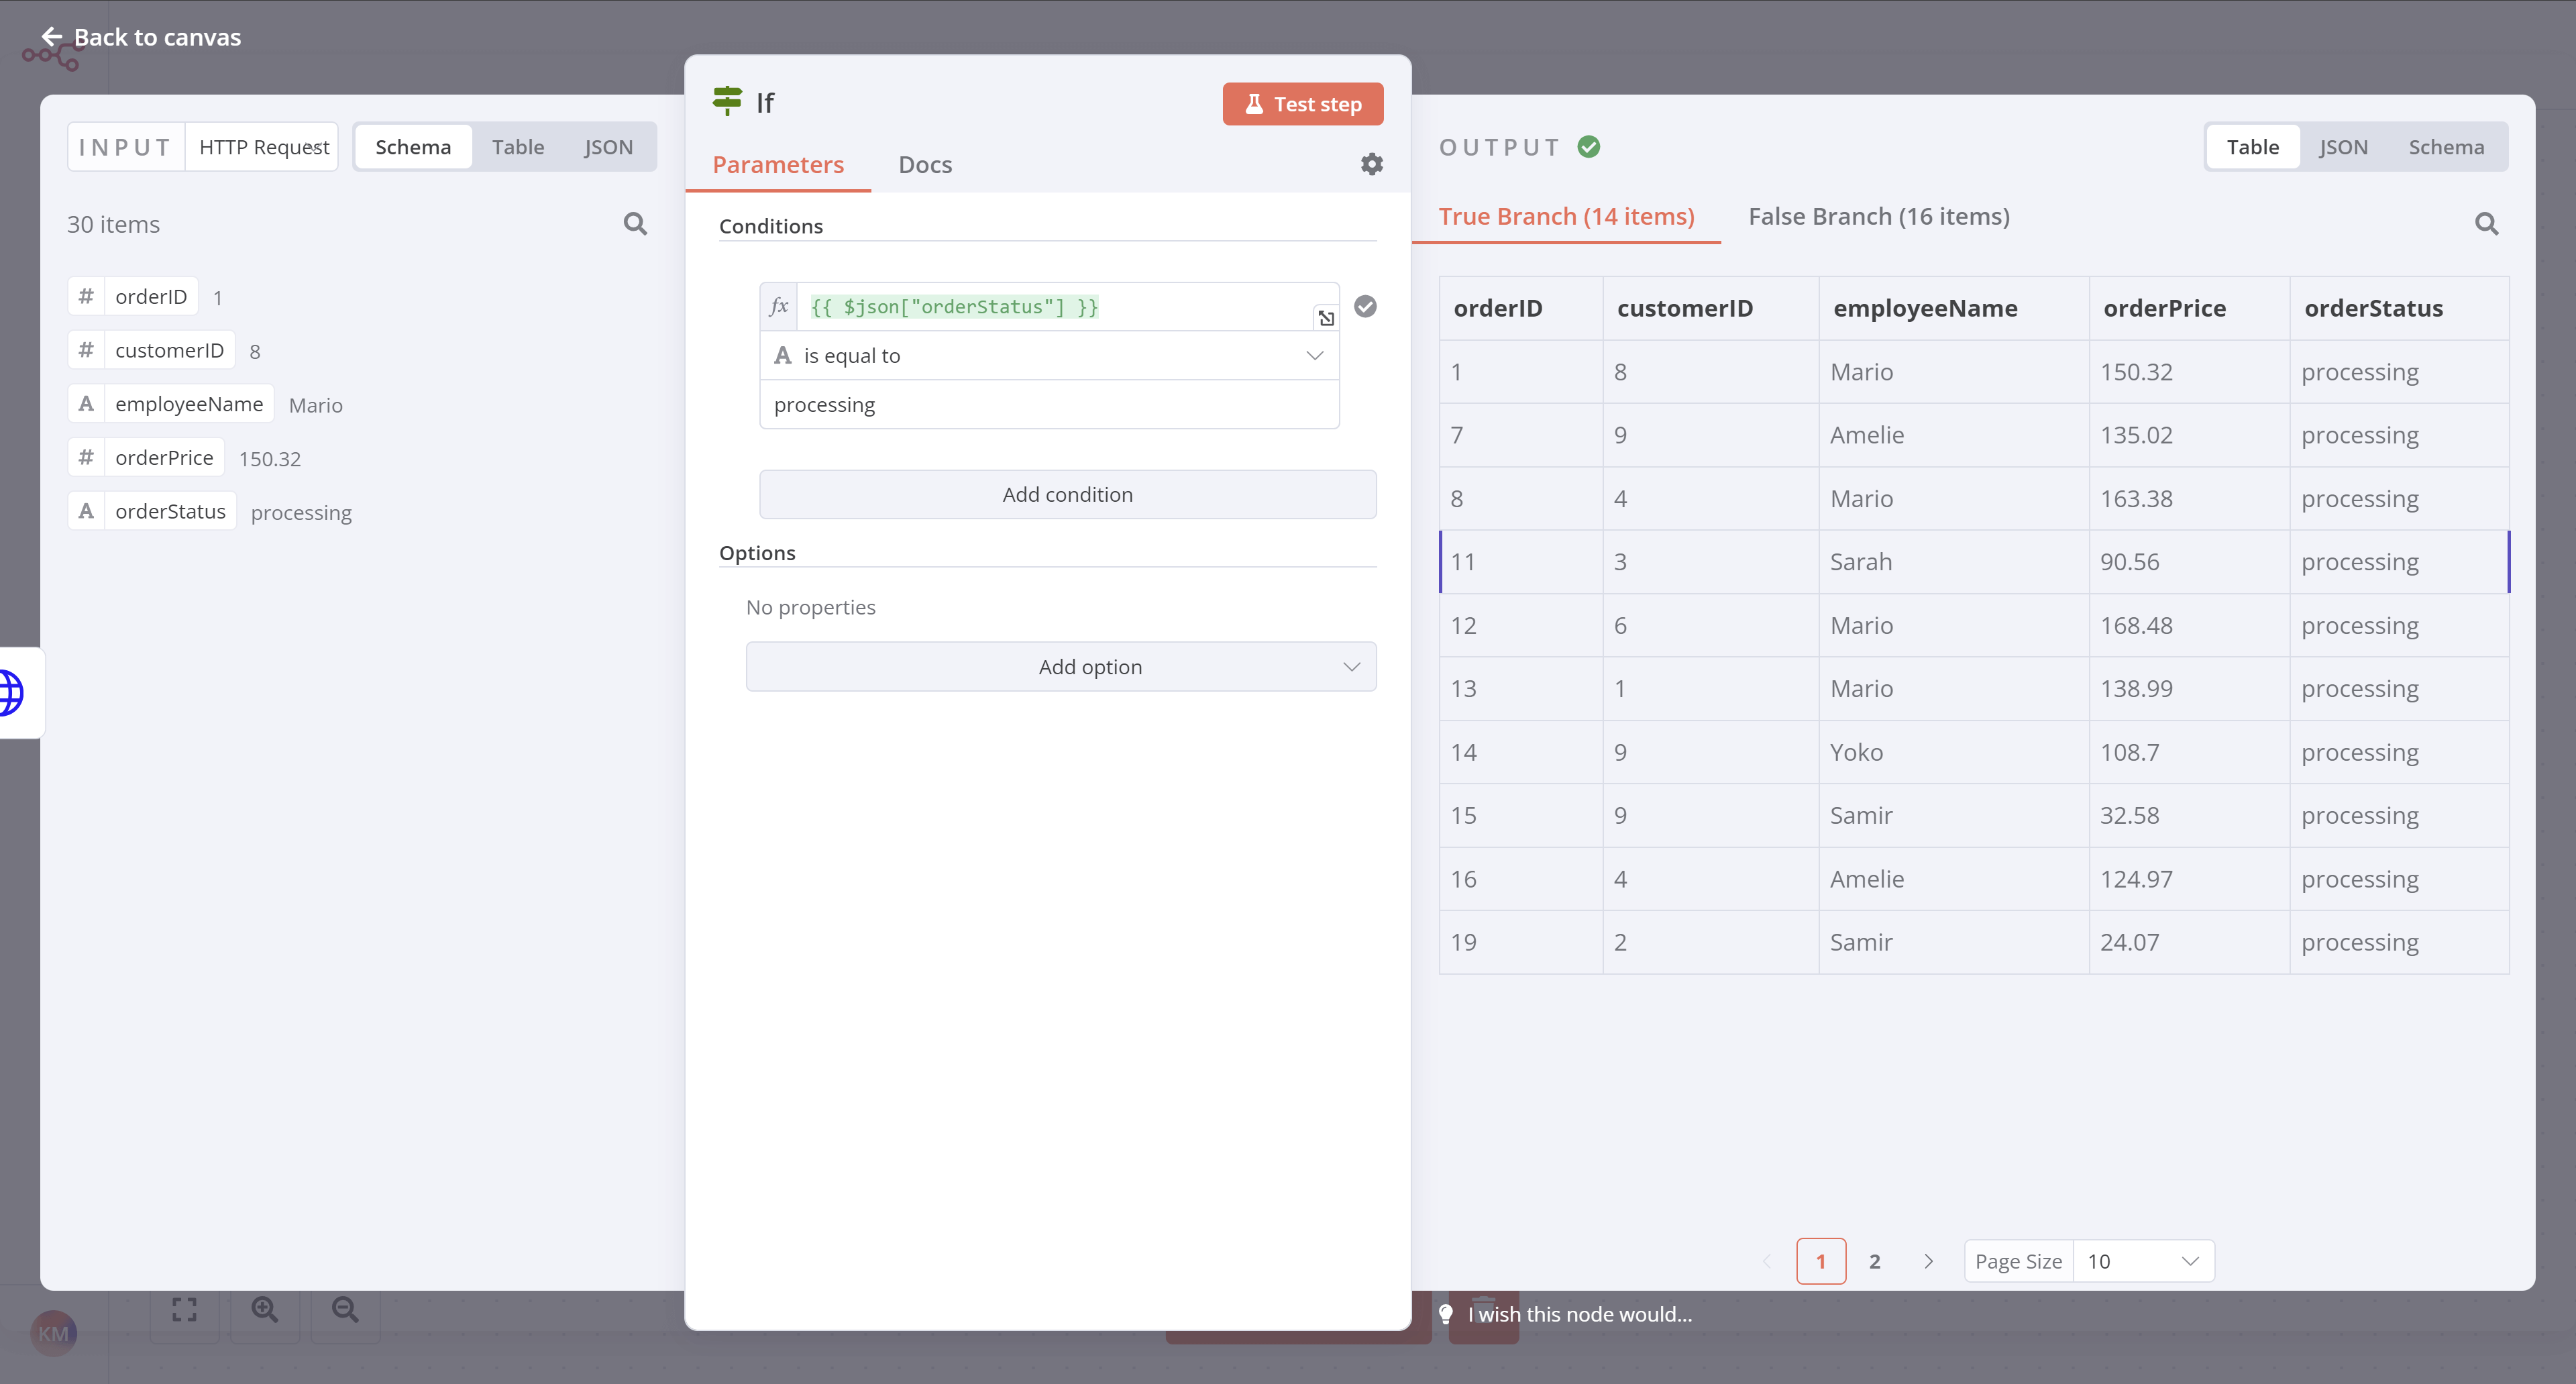 Back to canvas
INPUT HTTP Request Schema Table JSON
30 items
# orderID 1
# customerID 8
A employeeName Mario
# orderPrice 150.32
A orderStatus processing
If
Test step
Parameters Docs
Conditions
fx {{ $json["orderStatus"] }}
A is equal to
processing
Add condition
Options
No properties
Add option
OUTPUT Table JSON Schema
True Branch (14 items) False Branch (16 items)
orderID customerID employeeName orderPrice orderStatus
1 8 Mario 150.32 processing
7 9 Amelie 135.02 processing
8 4 Mario 163.38 processing
11 3 Sarah 90.56 processing
12 6 Mario 168.48 processing
13 1 Mario 138.99 processing
14 9 Yoko 108.7 processing
15 9 Samir 32.58 processing
16 4 Amelie 124.97 processing
19 2 Samir 24.07 processing
1 2 Page Size 10
I wish this node would...
KM